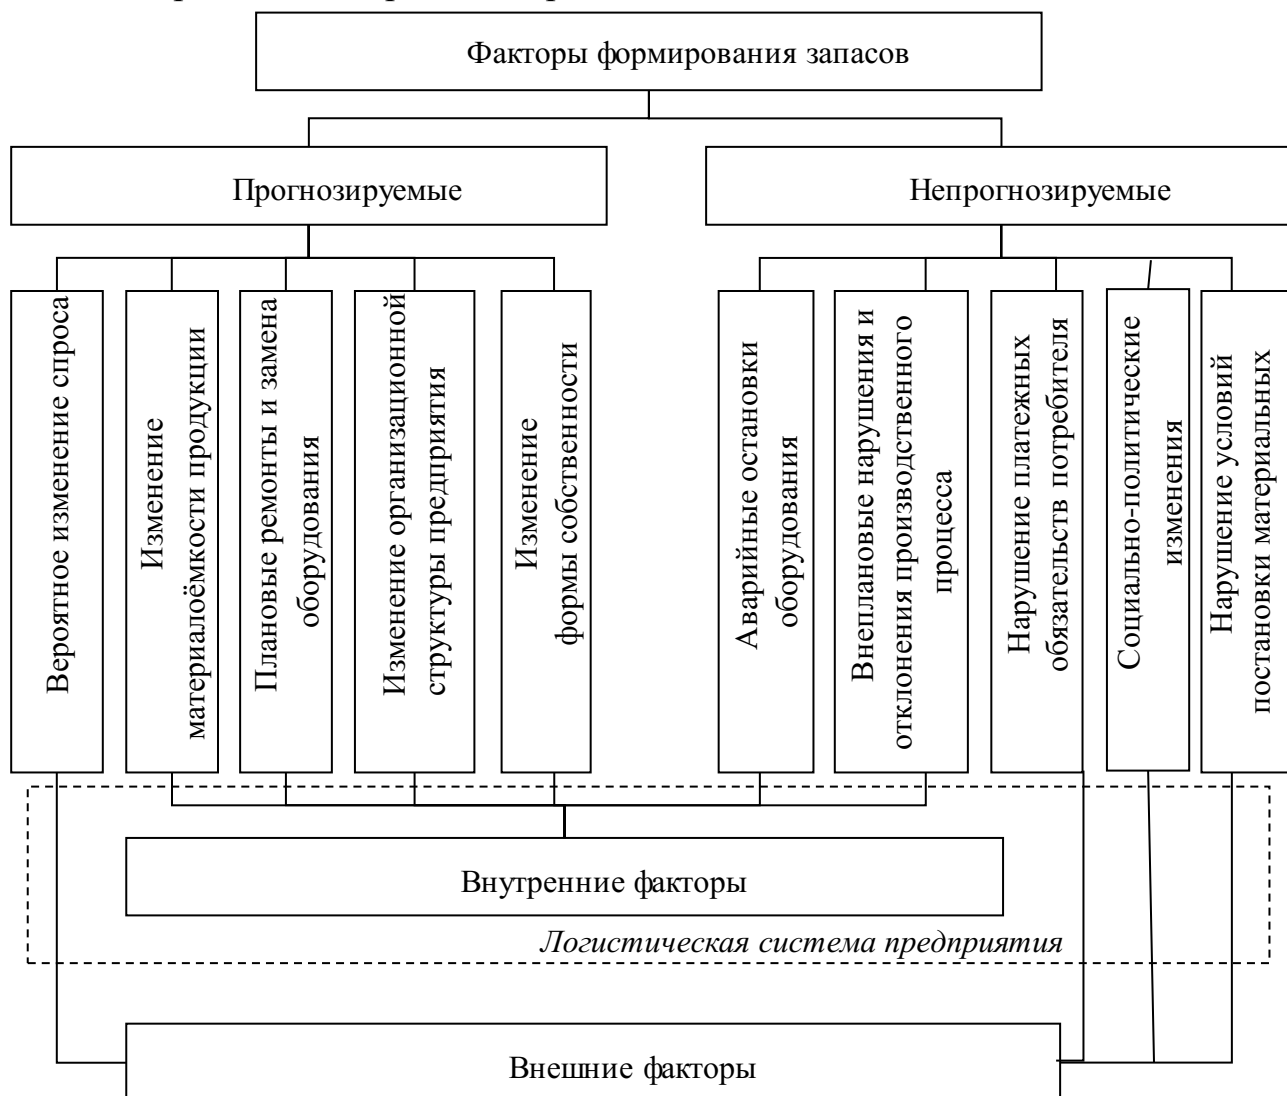 Факторы формирования запасов
Прогнозируемые
Непрогнозируемые
Вероятное изменение спроса
Изменение
материалоёмкости продукции
Плановые ремонты и замена
оборудования
Изменение организационной
структуры предприятия
Изменение
формы собственности
Аварийные остановки
оборудования
Внеплановые нарушения и
отклонения производственного
процесса
Нарушение платежных
обязательств потребителя
Социально-политические
изменения
Нарушение условий
постановки материальных
Внутренние факторы
Логистическая система предприятия
Внешние факторы